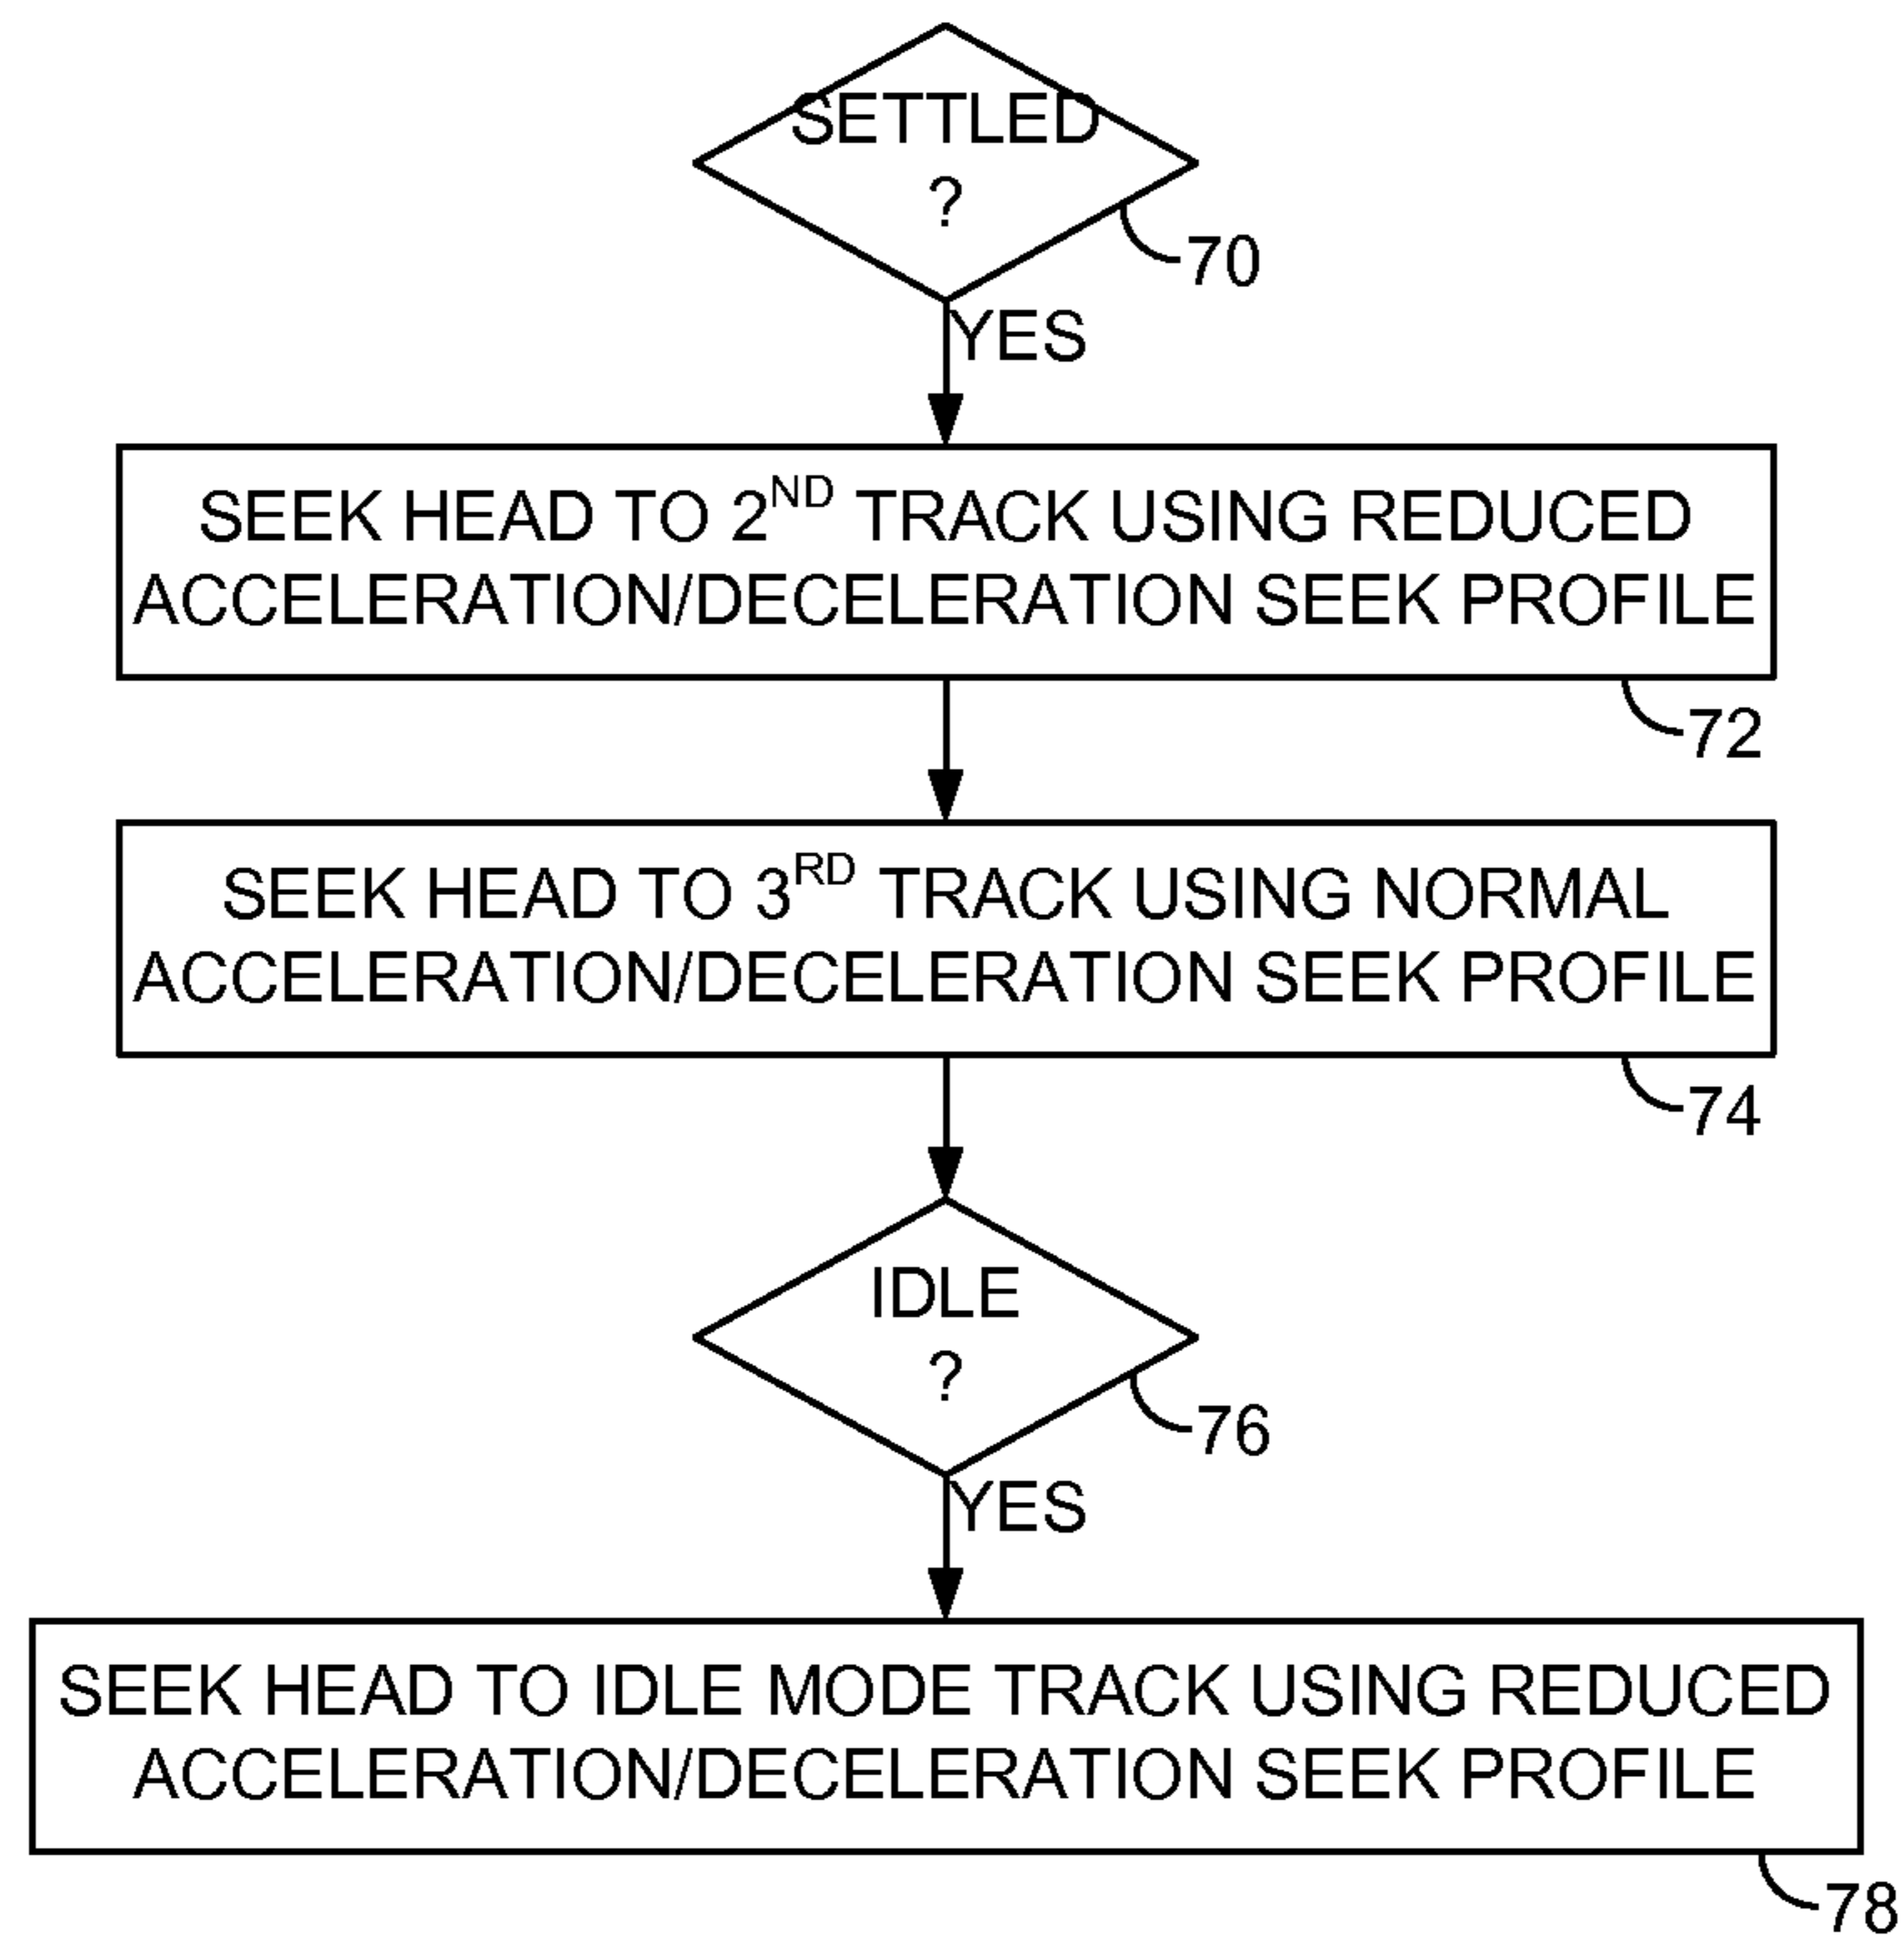 SETTLED
?
70
YES
SEEK HEAD TO 2ND TRACK USING REDUCED
ACCELERATION/DECELERATION SEEK PROFILE
72
SEEK HEAD TO 3RD TRACK USING NORMAL
ACCELERATION/DECELERATION SEEK PROFILE
74
IDLE
?
76
YES
SEEK HEAD TO IDLE MODE TRACK USING REDUCED
ACCELERATION/DECELERATION SEEK PROFILE
78